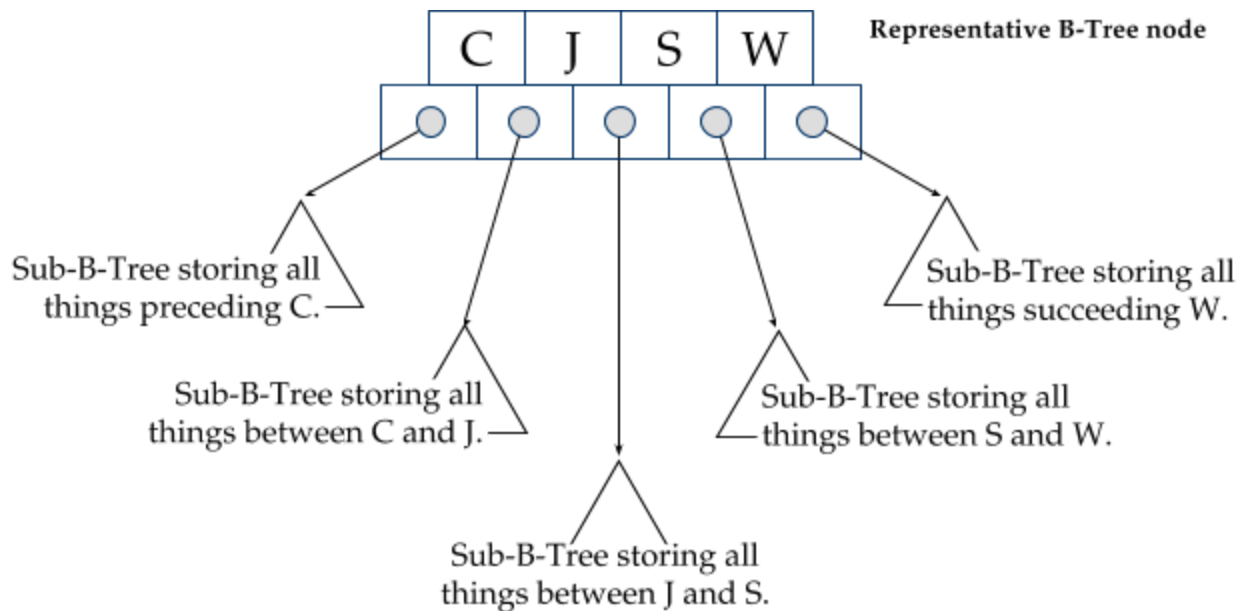 Representative B-Tree node
C J S W
Sub-B-Tree storing all
things preceding C.
Sub-B-Tree storing all
things succeeding W.
Sub-B-Tree storing all
things between C and J.
Sub-B-Tree storing all
things between S and W.
Sub-B-Tree storing all
things between J and S.